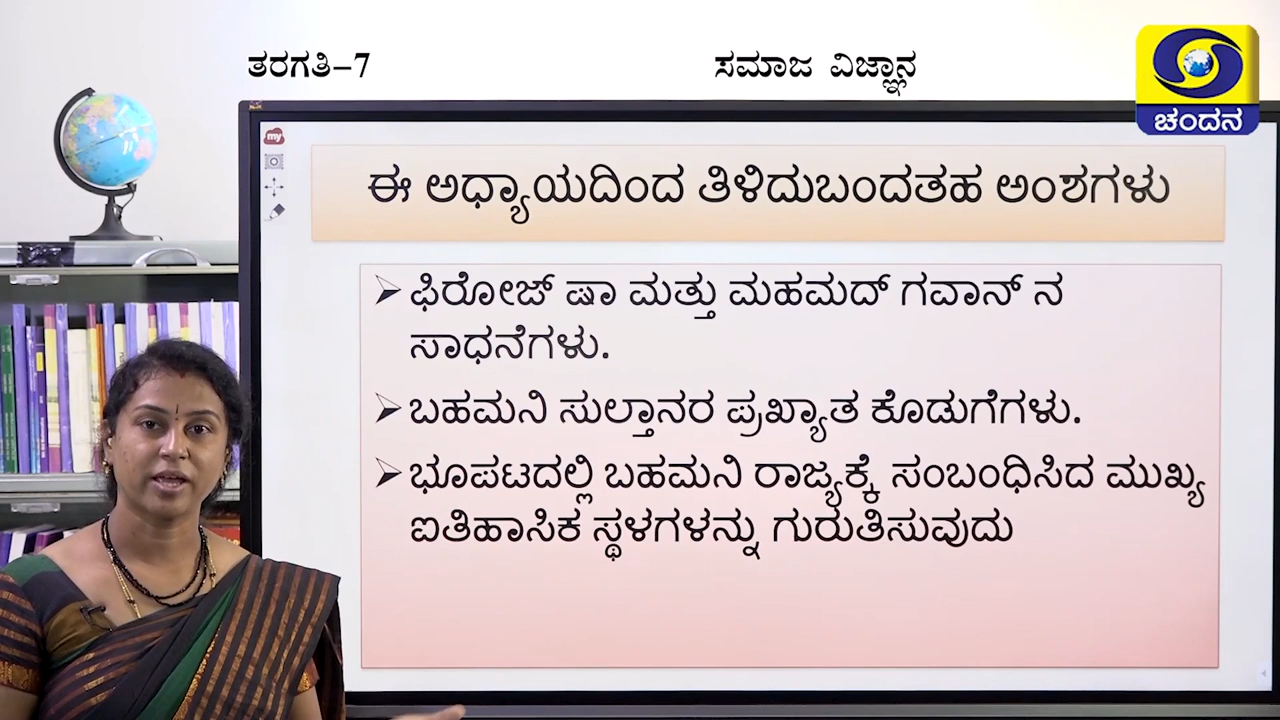 ತರಗತಿ–7 ಸಮಾಜ ವಿಜ್ಞಾನ
ಚಂದನ
my
ಈ ಅಧ್ಯಾಯದಿಂದ ತಿಳಿದುಬಂದತಹ ಅಂಶಗಳು
➢ ಫಿರೋಜ್ ಷಾ ಮತ್ತು ಮಹಮದ್ ಗವಾನ್ ನ
ಸಾಧನೆಗಳು.
➢ ಬಹಮನಿ ಸುಲ್ತಾನರ ಪ್ರಖ್ಯಾತ ಕೊಡುಗೆಗಳು.
➢ ಭೂಪಟದಲ್ಲಿ ಬಹಮನಿ ರಾಜ್ಯಕ್ಕೆ ಸಂಬಂಧಿಸಿದ ಮುಖ್ಯ
ಐತಿಹಾಸಿಕ ಸ್ಥಳಗಳನ್ನು ಗುರುತಿಸುವುದು